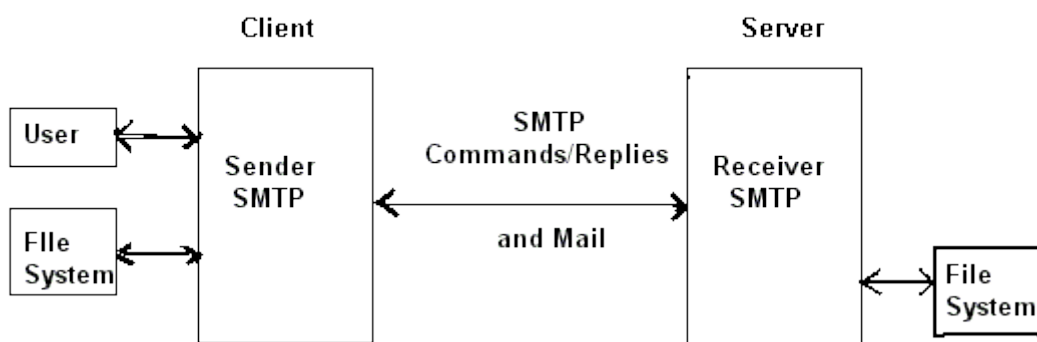 Client
Server
User
Sender
SMTP
FIle
System
SMTP
Commands/Replies
and Mail
Receiver
SMTP
File
System